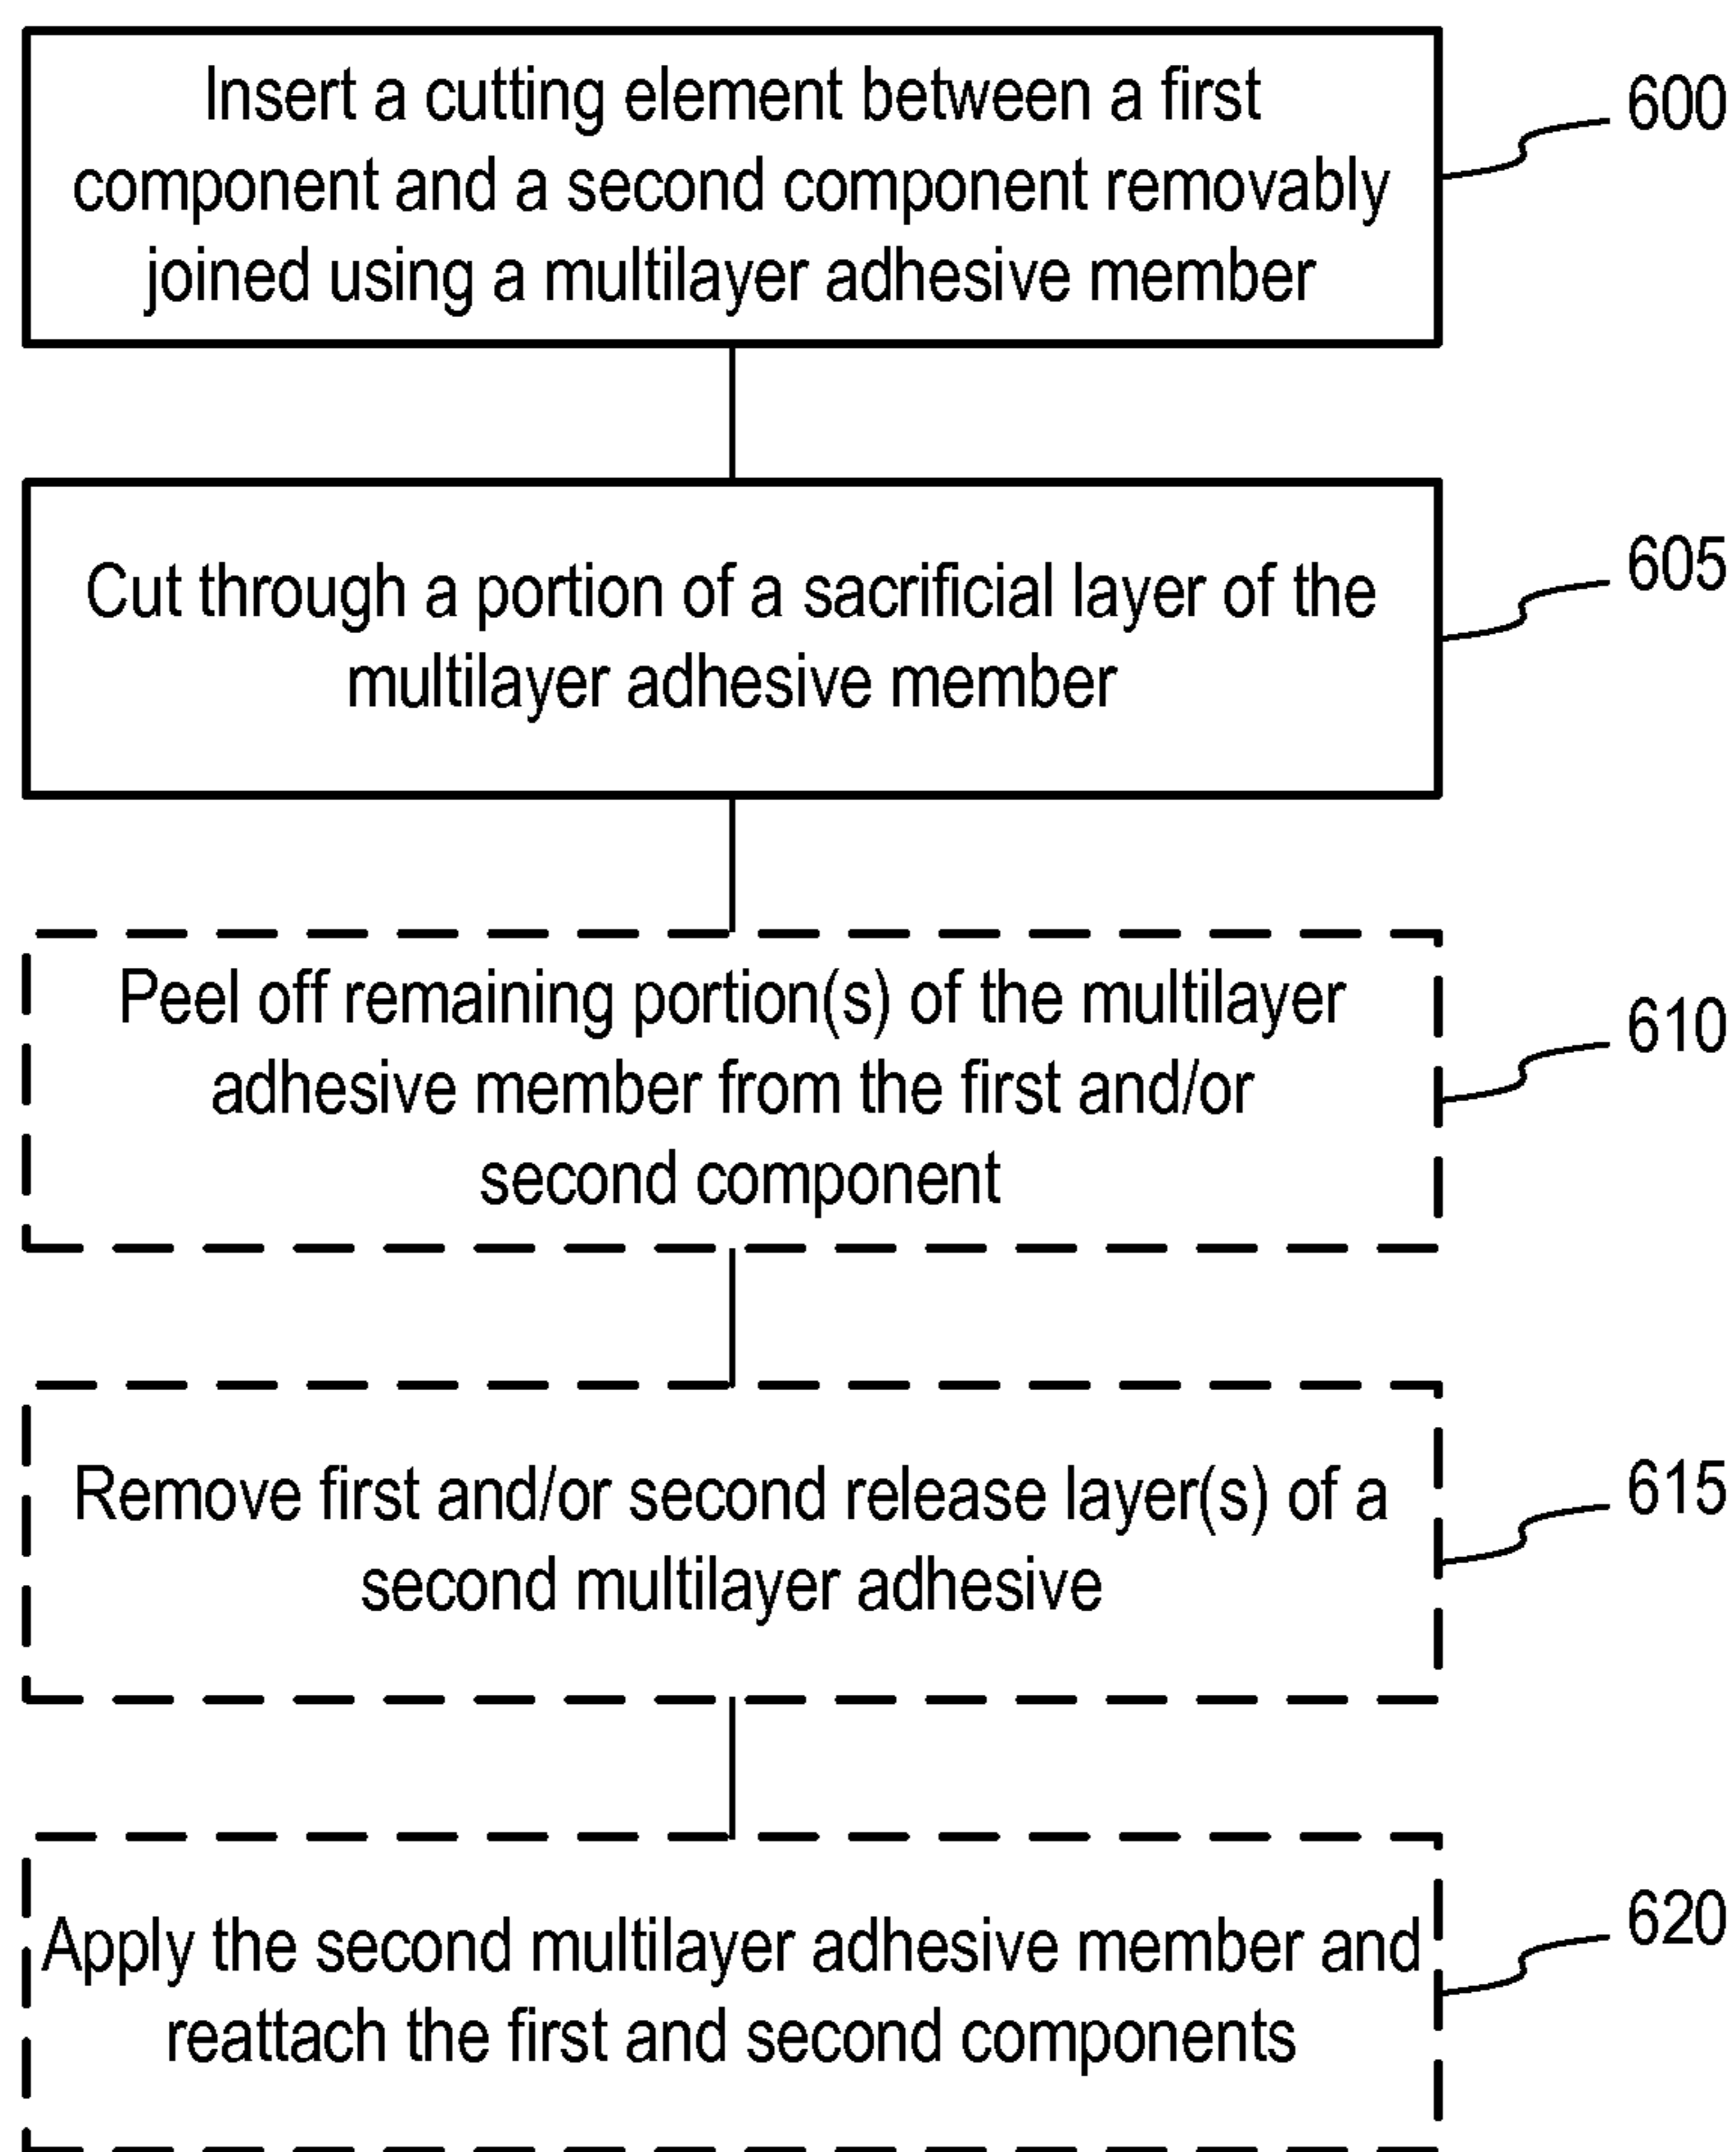 Insert a cutting element between a first
component and a second component removably
joined using a multilayer adhesive member
600
Cut through a portion of a sacrificial layer of the
multilayer adhesive member
605
Peel off remaining portion(s) of the multilayer
adhesive member from the first and/or
second component
610
Remove first and/or second release layer(s) of a
second multilayer adhesive
615
Apply the second multilayer adhesive member and
reattach the first and second components
620